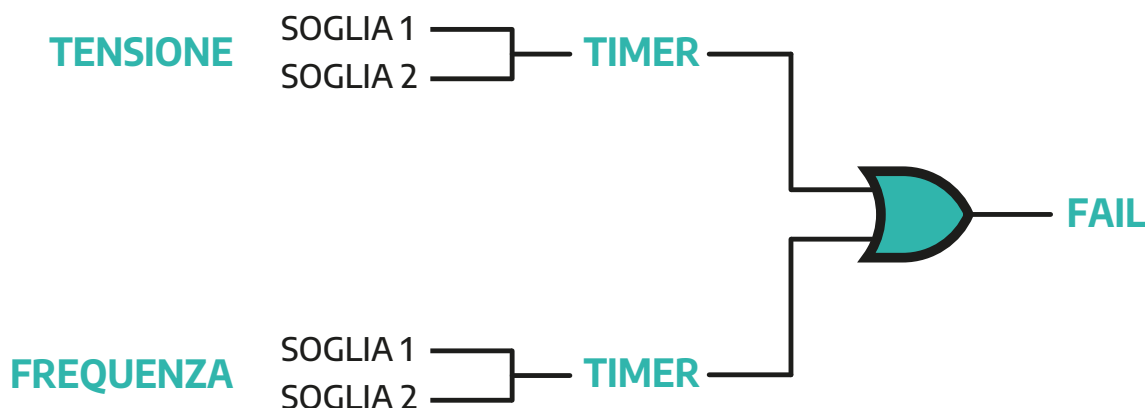 SOGLIA 1
TENSIONE
TIMER
SOGLIA 2
FAIL
SOGLIA 1
FREQUENZA
TIMER
SOGLIA 2